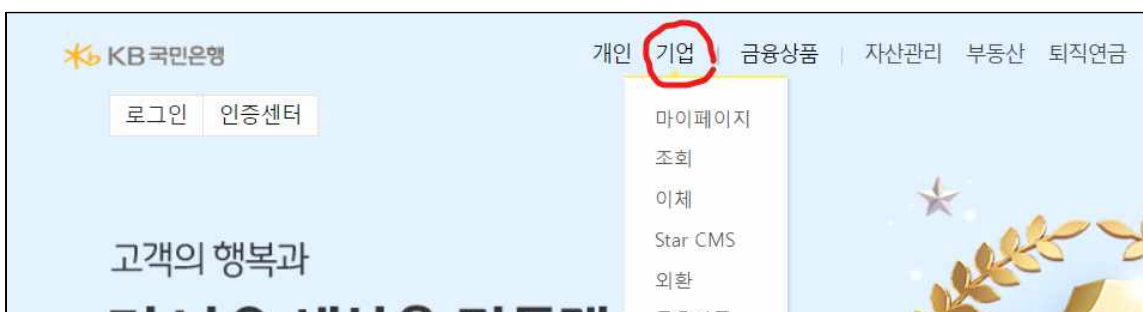 KB 국민은행
개인 기업 | 금융상품 | 자산관리 부동산 퇴직연금
로그인 인증센터
마이페이지
조회
이체
Star CMS
외환
고객의 행복과